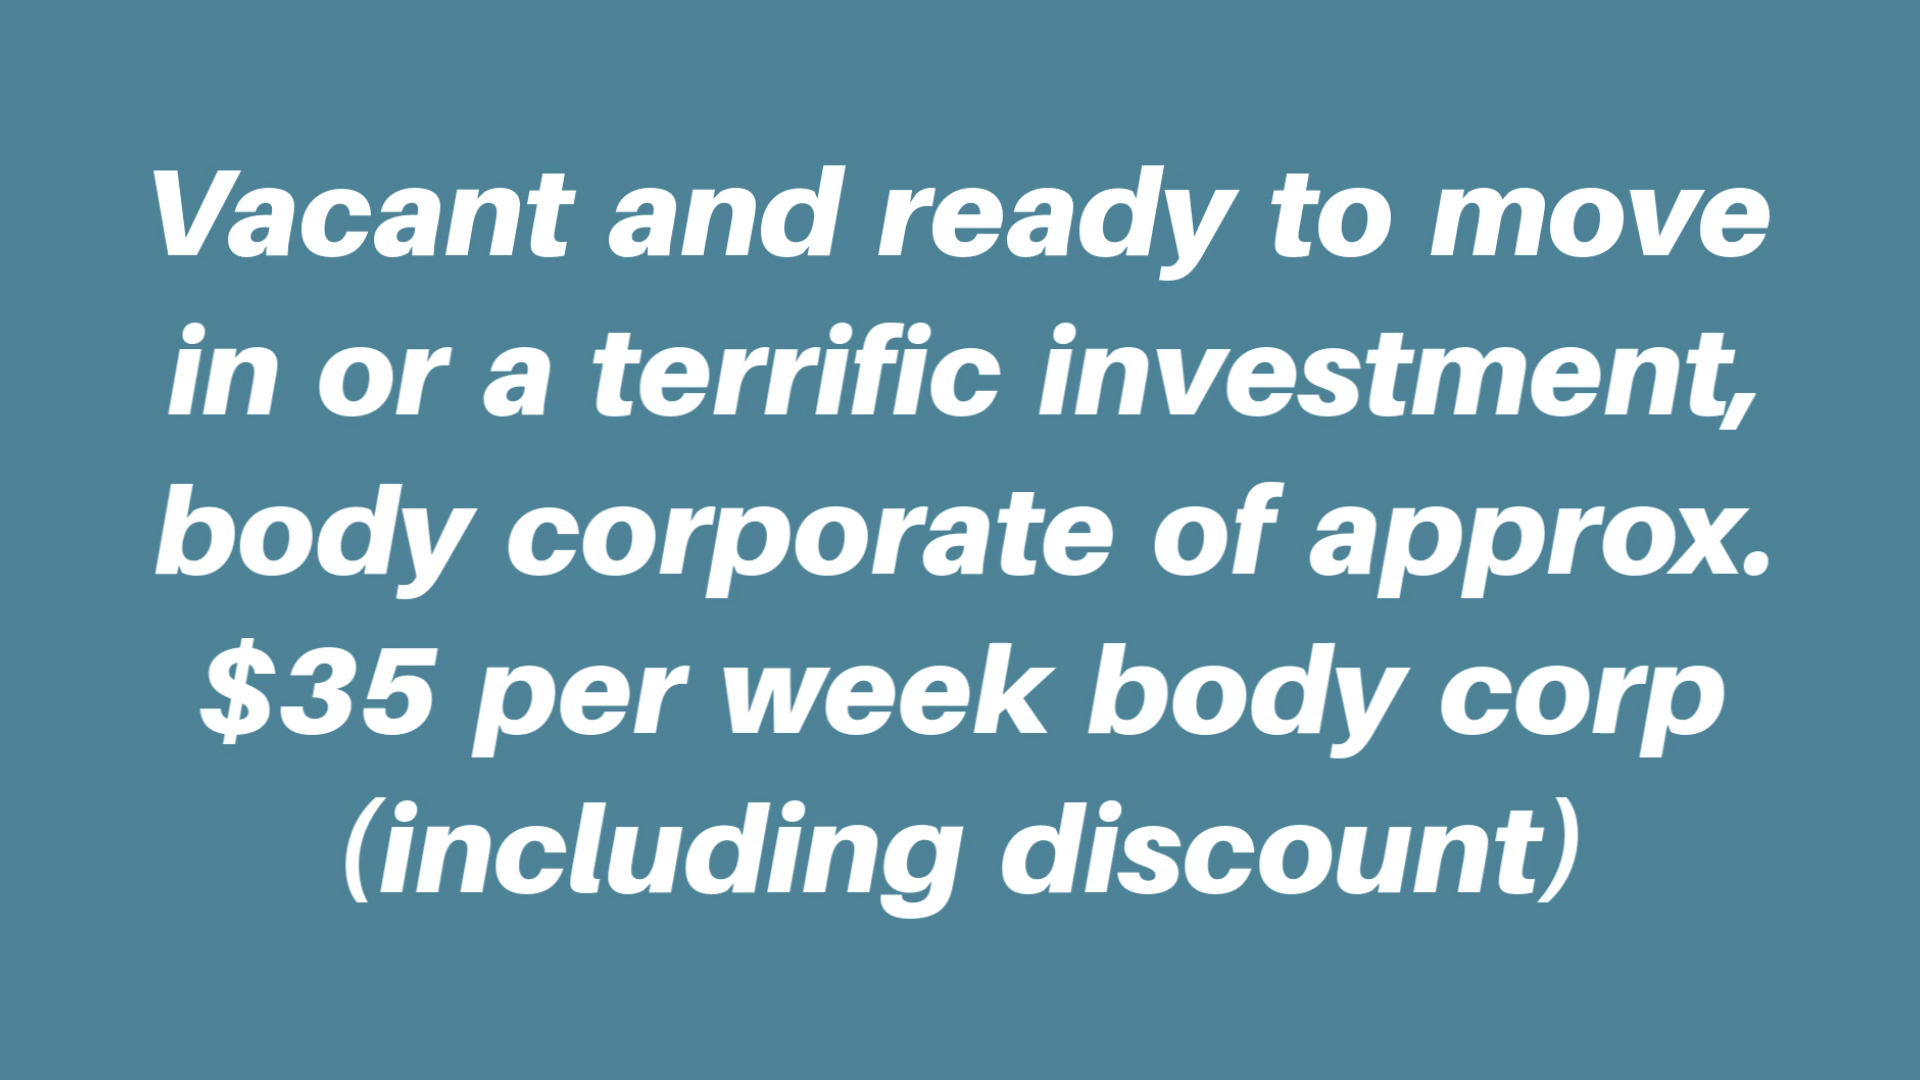 Vacant and ready to move
in or a terrific investment,
body corporate of approx.
$35 per week body corp
(including discount)